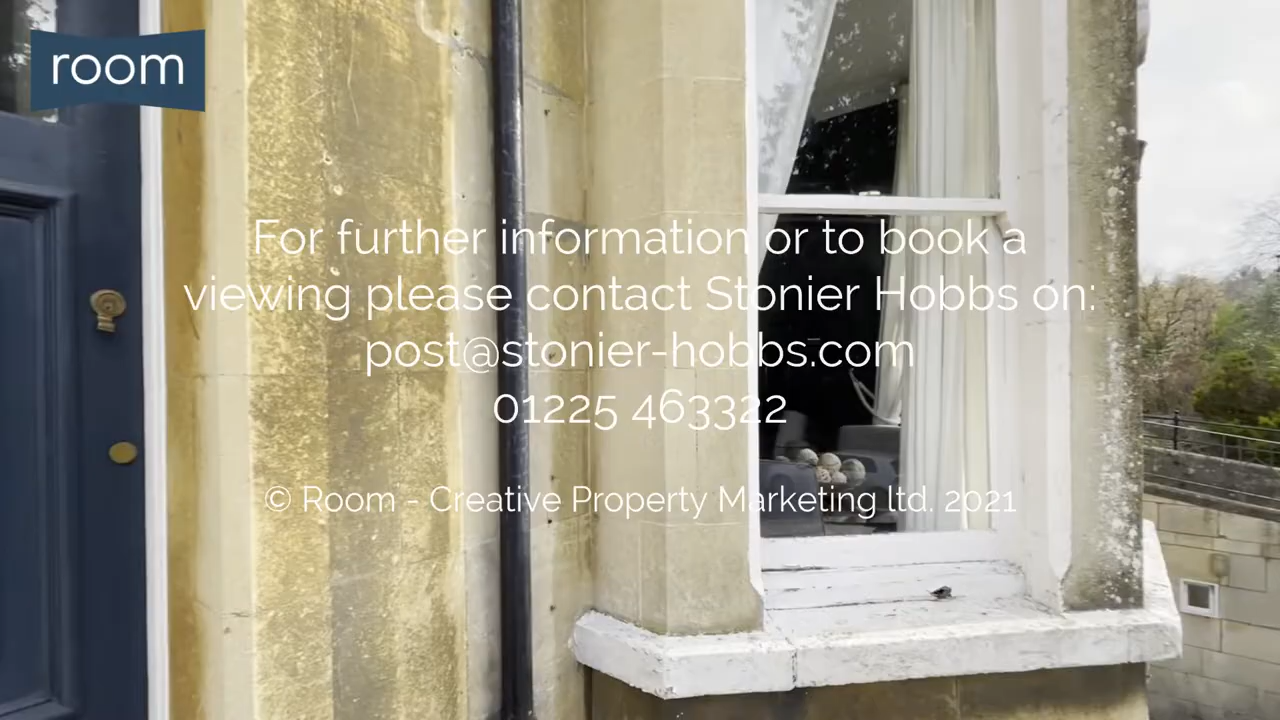 room
For further information or to book a
viewing please contact Stonier Hobbs on:
post@stonier-hobbs.com
01225 463322
© Room - Creative Property Marketing ltd. 2021